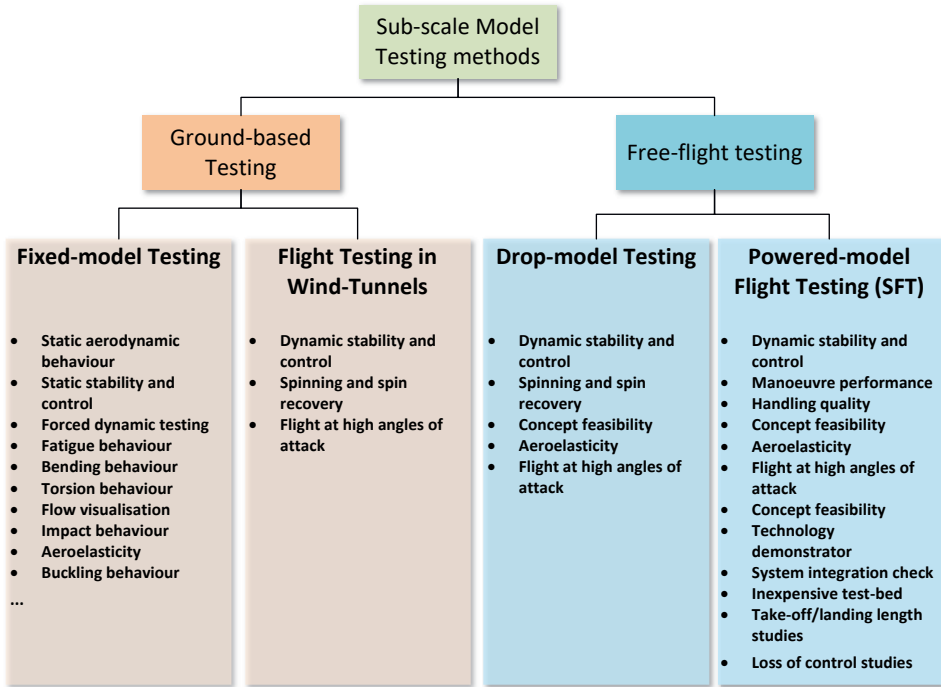 Sub-scale Model
Testing methods
Ground-based
Testing
Free-flight testing
Fixed-model Testing
• Static aerodynamic
behaviour
• Static stability and
control
• Forced dynamic testing
• Fatigue behaviour
• Bending behaviour
• Torsion behaviour
• Flow visualisation
• Impact behaviour
• Aeroelasticity
• Buckling behaviour
...
Flight Testing in
Wind-Tunnels
• Dynamic stability and
control
• Spinning and spin
recovery
• Flight at high angles of
attack
Drop-model Testing
• Dynamic stability and
control
• Spinning and spin
recovery
• Concept feasibility
• Aeroelasticity
• Flight at high angles of
attack
Powered-model
Flight Testing (SFT)
• Dynamic stability and
control
• Manoeuvre performance
• Handling quality
• Concept feasibility
• Aeroelasticity
• Flight at high angles of
attack
• Concept feasibility
• Technology
demonstrator
• System integration check
• Inexpensive test-bed
• Take-off/landing length
studies
• Loss of control studies